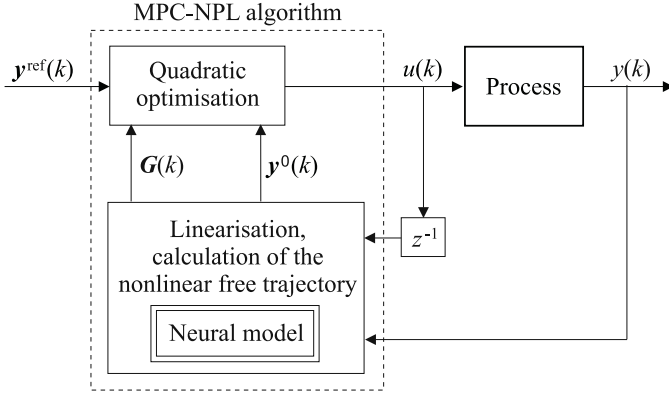 MPC-NPL algorithm
y^ref(k)
Quadratic
optimisation
u(k)
Process
y(k)
G(k)
y^0(k)
Linearisation,
calculation of the
nonlinear free trajectory
z^-1
Neural model